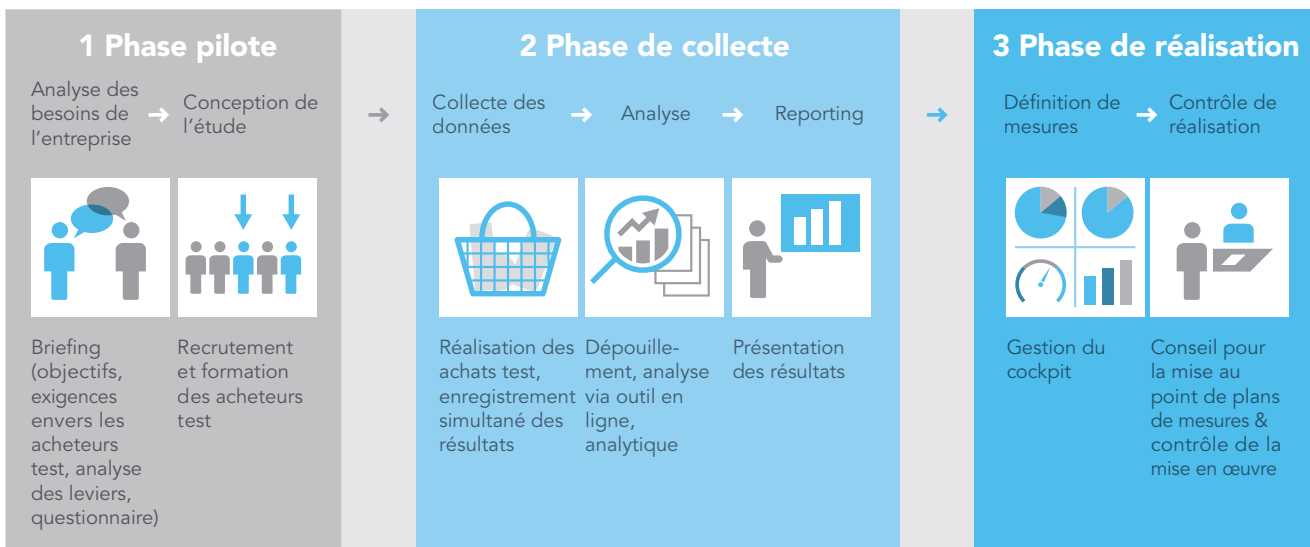 1 Phase pilote
Analyse des
besoins de
l’entreprise
Conception de
l’étude
Briefing
(objectifs,
exigences
envers les
acheteurs
test, analyse
des leviers,
questionnaire)
Recrutement
et formation
des acheteurs
test
2 Phase de collecte
Collecte des
données
Analyse
Reporting
Réalisation des
achats test,
enregistrement
simultané des
résultats
Dépouille-
ment, analyse
via outil en
ligne,
analytique
Présentation
des résultats
3 Phase de réalisation
Définition de
mesures
Contrôle de
réalisation
Gestion du
cockpit
Conseil pour
la mise au
point de plans
de mesures &
contrôle de la
mise en œuvre